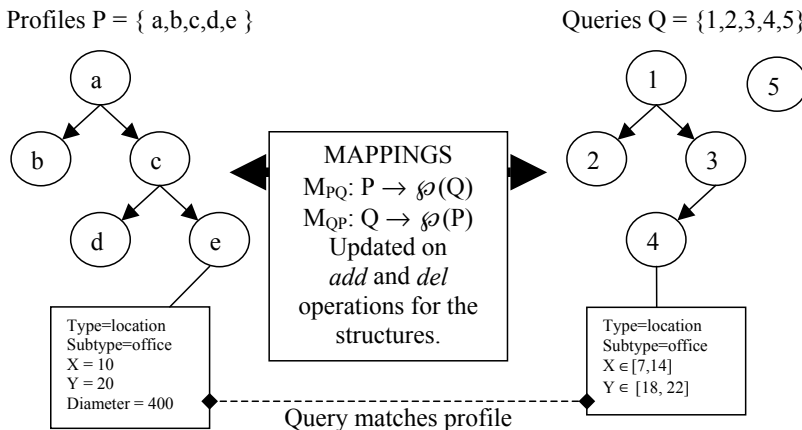 Profiles P = { a,b,c,d,e }
Queries Q = {1,2,3,4,5}
a
b
c
d
e
MAPPINGS
M_PQ: P → ℘(Q)
M_QP: Q → ℘(P)
Updated on
add and del
operations for the
structures.
1
5
2
3
4
Type=location
Subtype=office
X = 10
Y = 20
Diameter = 400
Type=location
Subtype=office
X ∈[7,14]
Y ∈ [18, 22]
Query matches profile